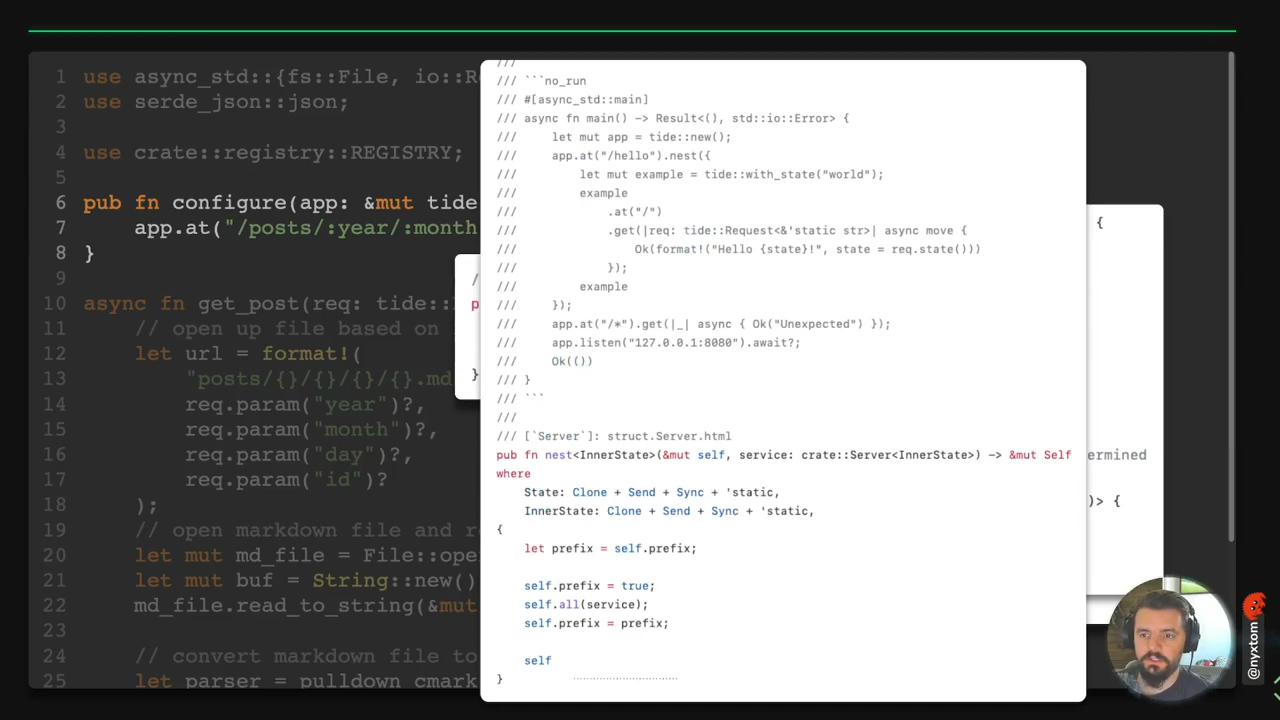 1 use async_std::{fs::File, io::R
2 use serde_json::json;
3
4 use crate::registry::REGISTRY;
5
6 pub fn configure(app: &mut tide
7 app.at("/posts/:year/:month
8 }
9
10 async fn get_post(req: tide::
11 // open up file based on
12 let url = format!(
13 "posts/{}/{}/{}/{}.md
14 req.param("year")?,
15 req.param("month")?,
16 req.param("day")?,
17 req.param("id")?
18 );
19 // open markdown file and r
20 let mut md_file = File::ope
21 let mut buf = String::new()
22 md_file.read_to_string(&mut
23
24 // convert markdown file to
25 let parser = pulldown_cmark
/
p
}
///
/// ```no_run
/// #[async_std::main]
/// async fn main() -> Result<(), std::io::Error> {
/// let mut app = tide::new();
/// app.at("/hello").nest({
/// let mut example = tide::with_state("world");
/// example
/// .at("/")
/// .get(|req: tide::Request<&'static str>| async move {
/// Ok(format!("Hello {state}!", state = req.state()))
/// });
/// example
/// });
/// app.at("/*").get(|_| async { Ok("Unexpected") });
/// app.listen("127.0.0.1:8080").await?;
/// Ok(())
/// }
/// ```
///
/// [`Server`]: struct.Server.html
pub fn nest<InnerState>(&mut self, service: crate::Server<InnerState>) -> &mut Self
where
State: Clone + Send + Sync + 'static,
InnerState: Clone + Send + Sync + 'static,
{
let prefix = self.prefix;
self.prefix = true;
self.all(service);
self.prefix = prefix;
self
}
{
ermined
)> {
@nyxtom